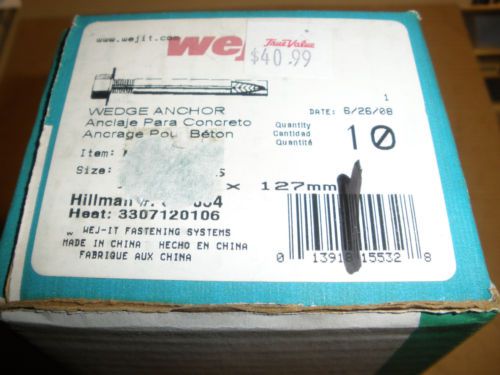 www.wejit.com
wej
True Value
$40.99
WEDGE ANCHOR
Anclaje Para Concreto
Ancrage Pou Béton
1
DATE: 6/26/08
Quantity
Cantidad
Quantité
10
Item:
Size:
x 127mm
Hillman
Heat: 3307120106
WEJ-IT FASTENING SYSTEMS
MADE IN CHINA HECHO EN CHINA
FABRIQUE AUX CHINA
0 13918 15532 8